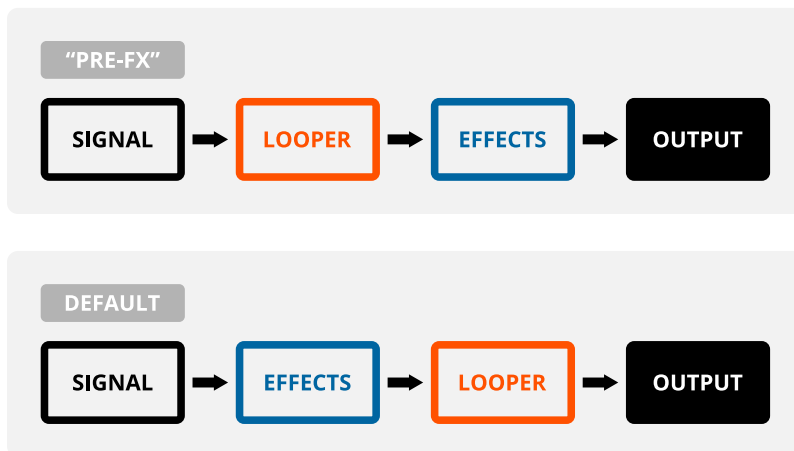 “PRE-FX”
SIGNAL LOOPER EFFECTS OUTPUT
DEFAULT
SIGNAL EFFECTS LOOPER OUTPUT